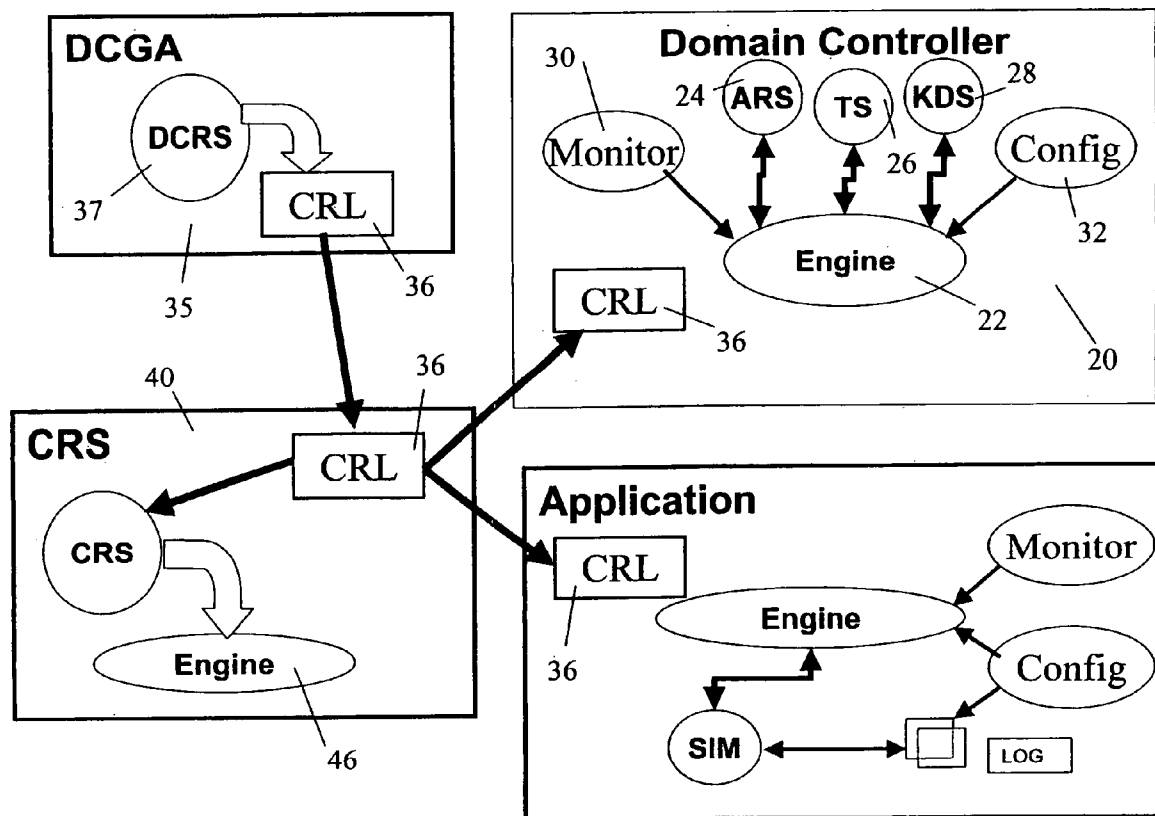 DCGA
DCRS
37
CRL
35
36
Domain Controller
30
24
ARS
TS
KDS
28
Monitor
26
Config
32
Engine
CRL
36
22
20
40
36
CRS
CRL
CRS
Engine
46
Application
CRL
36
Monitor
Engine
Config
SIM
LOG